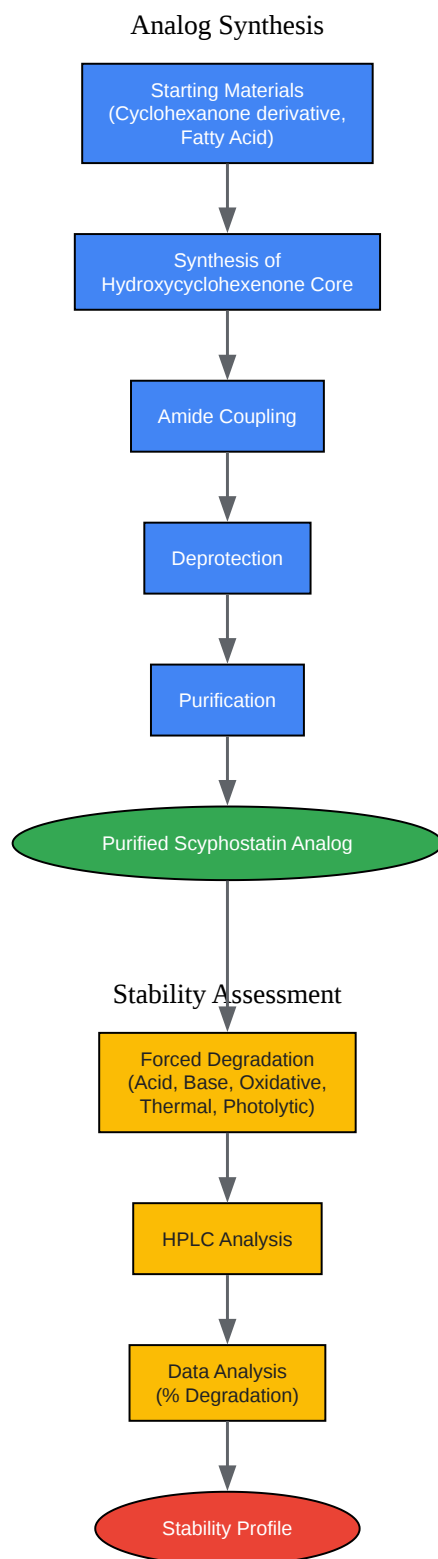 Analog Synthesis
Starting Materials
(Cyclohexanone derivative,
Fatty Acid)
Synthesis of
Hydroxycyclohexenone Core
Amide Coupling
Deprotection
Purification
Purified Scyphostatin Analog
Stability Assessment
Forced Degradation
(Acid, Base, Oxidative,
Thermal, Photolytic)
HPLC Analysis
Data Analysis
(% Degradation)
Stability Profile